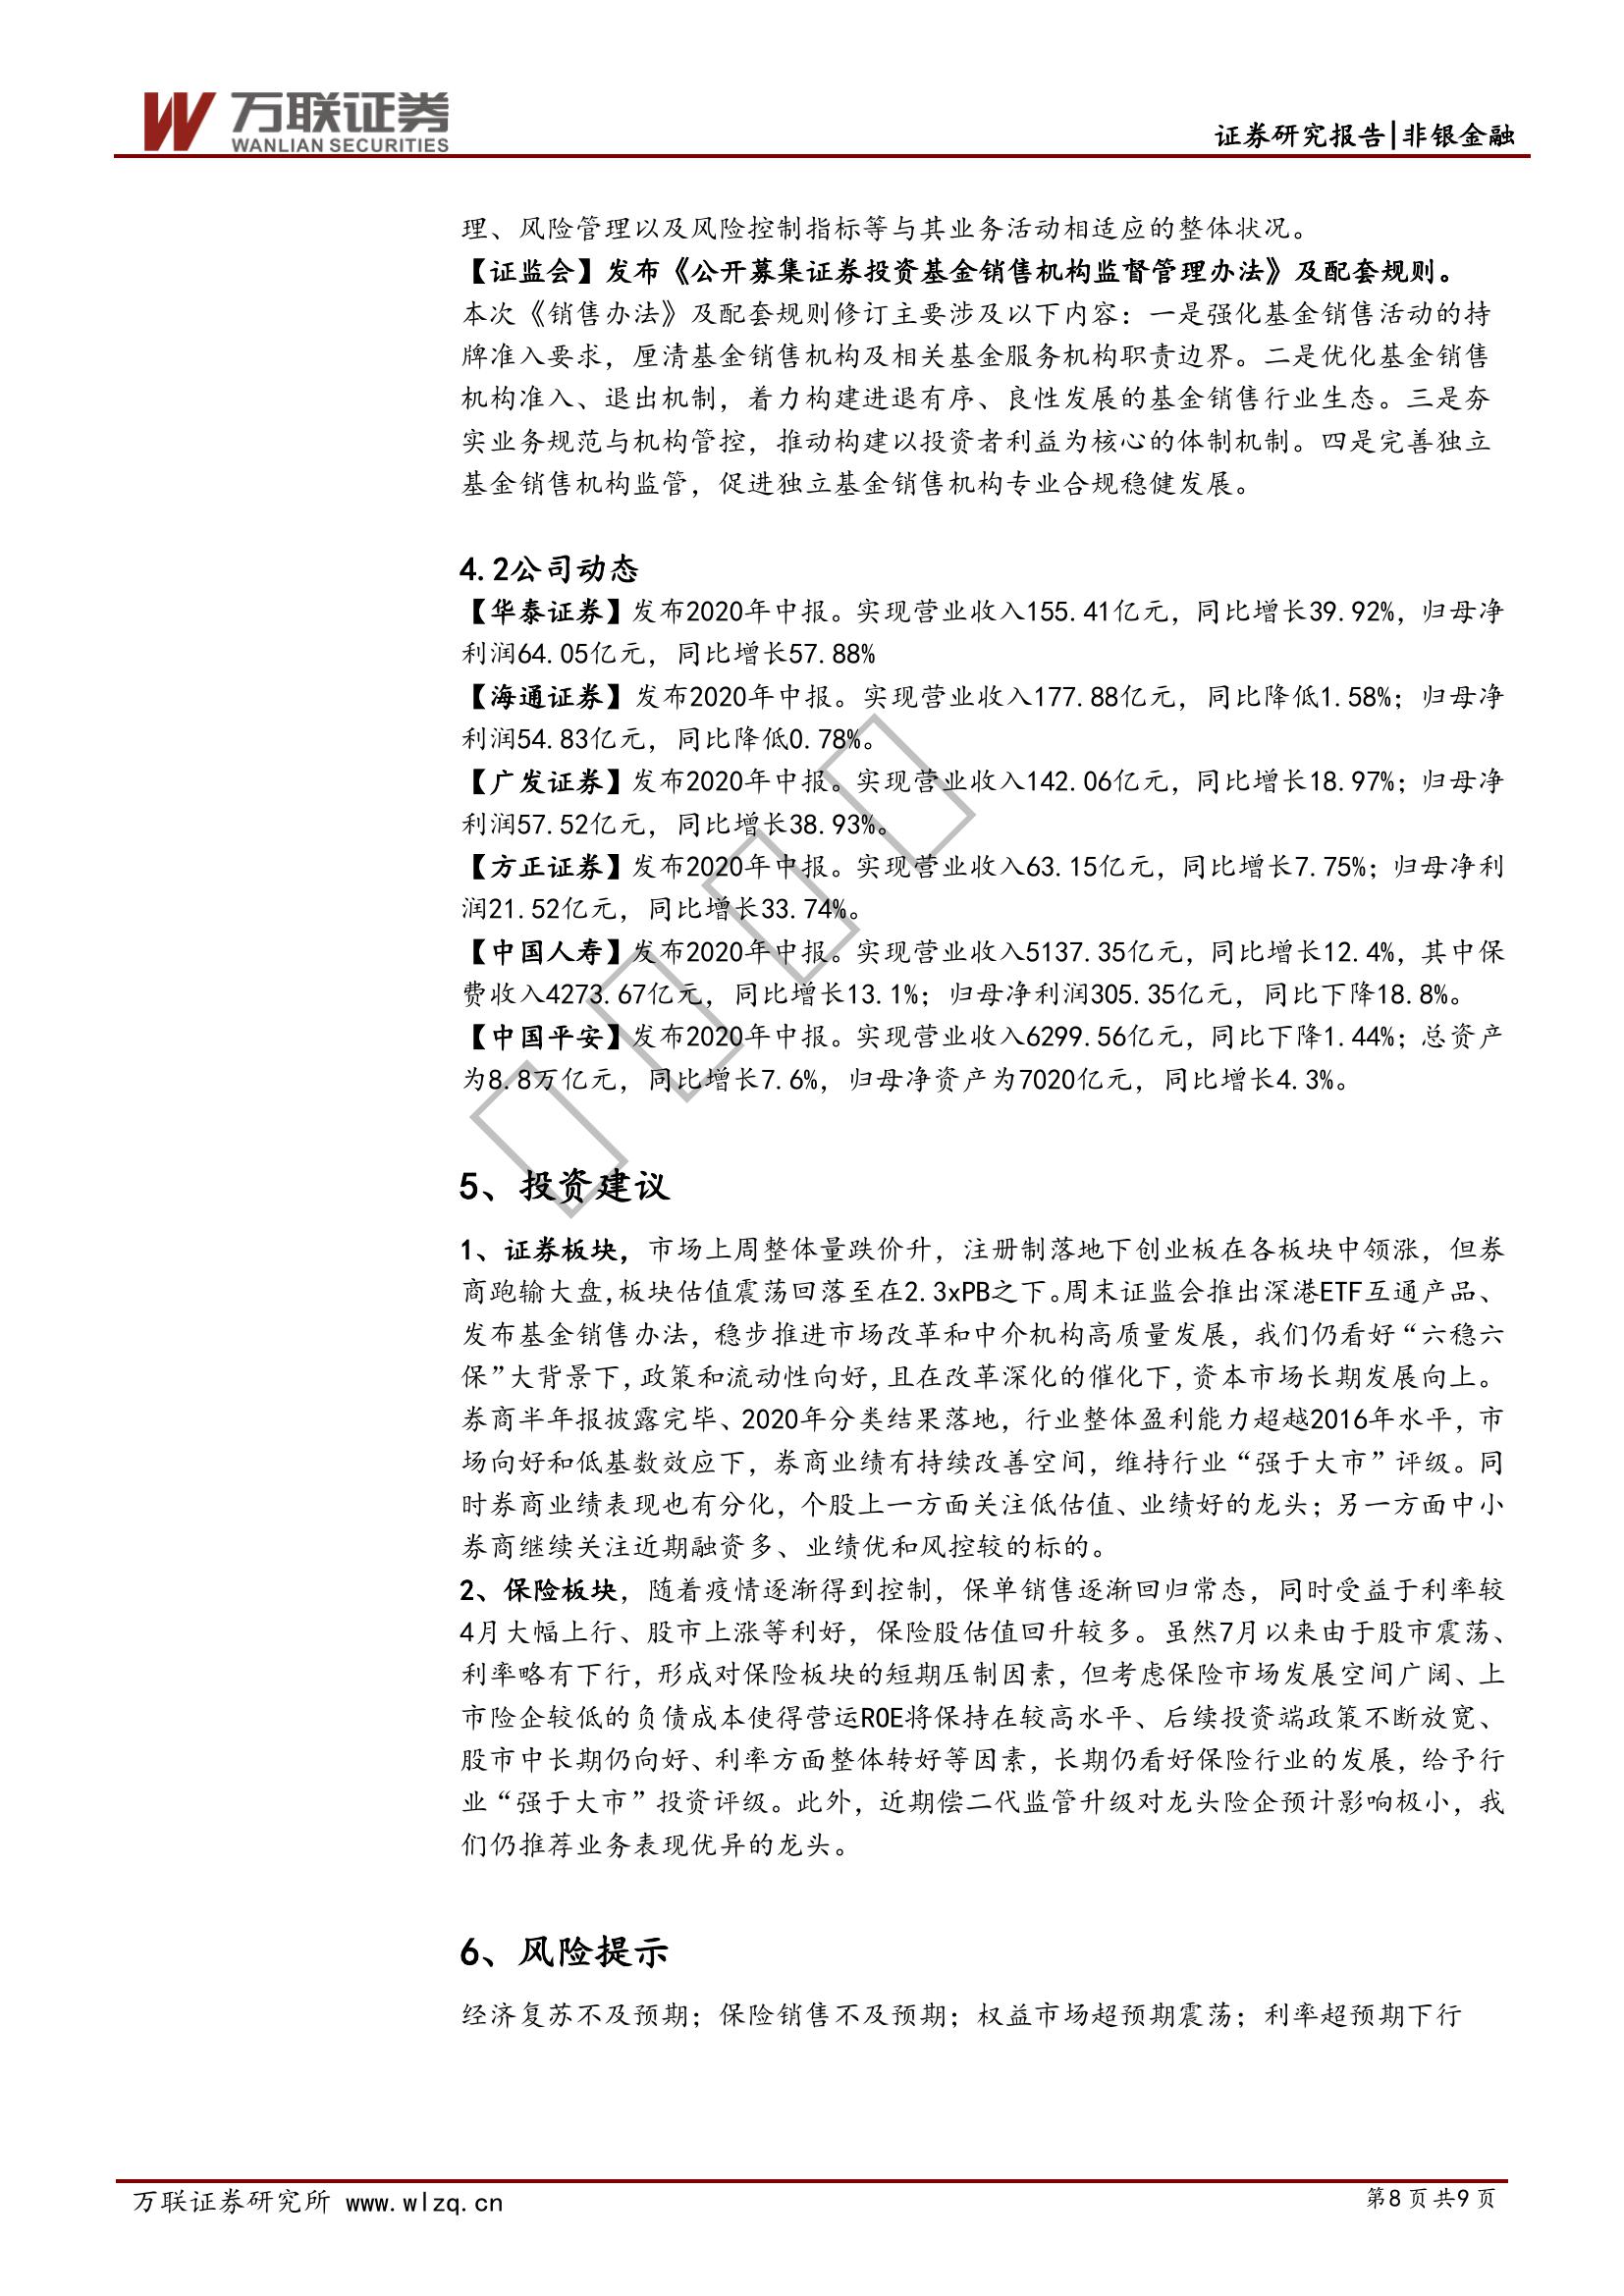 万联证券
WANLIAN SECURITIES
证券研究报告|非银金融
理、风险管理以及风险控制指标等与其业务活动相适应的整体状况。
【证监会】发布《公开募集证券投资基金销售机构监督管理办法》及配套规则。
本次《销售办法》及配套规则修订主要涉及以下内容：一是强化基金销售活动的持
牌准入要求，厘清基金销售机构及相关基金服务机构职责边界。二是优化基金销售
机构准入、退出机制，着力构建进退有序、良性发展的基金销售行业生态。三是夯
实业务规范与机构管控，推动构建以投资者利益为核心的体制机制。四是完善独立
基金销售机构监管，促进独立基金销售机构专业合规稳健发展。
4.2公司动态
【华泰证券】发布2020年中报。实现营业收入155.41亿元，同比增长39.92%，归母净
利润64.05亿元，同比增长57.88%
【海通证券】发布2020年中报。实现营业收入177.88亿元，同比降低1.58%；归母净
利润54.83亿元，同比降低0.78%。
【广发证券】发布2020年中报。实现营业收入142.06亿元，同比增长18.97%；归母净
利润57.52亿元，同比增长38.93%。
【方正证券】发布2020年中报。实现营业收入63.15亿元，同比增长7.75%；归母净利
润21.52亿元，同比增长33.74%。
【中国人寿】发布2020年中报。实现营业收入5137.35亿元，同比增长12.4%，其中保
费收入4273.67亿元，同比增长13.1%；归母净利润305.35亿元，同比下降18.8%。
【中国平安】发布2020年中报。实现营业收入6299.56亿元，同比下降1.44%；总资产
为8.8万亿元，同比增长7.6%，归母净资产为7020亿元，同比增长4.3%。
5、投资建议
1、证券板块，市场上周整体量跌价升，注册制落地下创业板在各板块中领涨，但券
商跑输大盘，板块估值震荡回落至在2.3xPB之下。周末证监会推出深港ETF互通产品、
发布基金销售办法，稳步推进市场改革和中介机构高质量发展，我们仍看好“六稳六
保”大背景下，政策和流动性向好，且在改革深化的催化下，资本市场长期发展向上。
券商半年报披露完毕、2020年分类结果落地，行业整体盈利能力超越2016年水平，市
场向好和低基数效应下，券商业绩有持续改善空间，维持行业“强于大市”评级。同
时券商业绩表现也有分化，个股上一方面关注低估值、业绩好的龙头；另一方面中小
券商继续关注近期融资多、业绩优和风控较的标的。
2、保险板块，随着疫情逐渐得到控制，保单销售逐渐回归常态，同时受益于利率较
4月大幅上行、股市上涨等利好，保险股估值回升较多。虽然7月以来由于股市震荡、
利率略有下行，形成对保险板块的短期压制因素，但考虑保险市场发展空间广阔、上
市险企较低的负债成本使得营运ROE将保持在较高水平、后续投资端政策不断放宽、
股市中长期仍向好、利率方面整体转好等因素，长期仍看好保险行业的发展，给予行
业“强于大市”投资评级。此外，近期偿二代监管升级对龙头险企预计影响极小，我
们仍推荐业务表现优异的龙头。
6、风险提示
经济复苏不及预期；保险销售不及预期；权益市场超预期震荡；利率超预期下行
万联证券研究所 www.wlzq.cn
第8页共9页